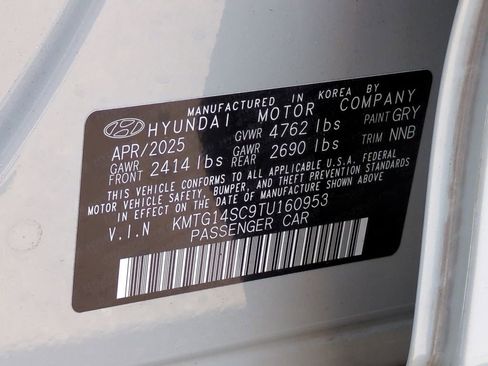 MANUFACTURED IN KOREA BY
HYUNDAI MOTOR COMPANY
APR/2025 GVWR 4762 lbs PAINT GRY
GAWR FRONT 2414 lbs GAWR REAR 2690 lbs TRIM NNB
THIS VEHICLE CONFORMS TO ALL APPLICABLE U.S.A. FEDERAL
MOTOR VEHICLE SAFETY, BUMPER, AND THEFT PREVENTION STANDARDS
IN EFFECT ON THE DATE OF MANUFACTURE SHOWN ABOVE.
V.I.N KMTG14SC9TU160953
PASSENGER CAR